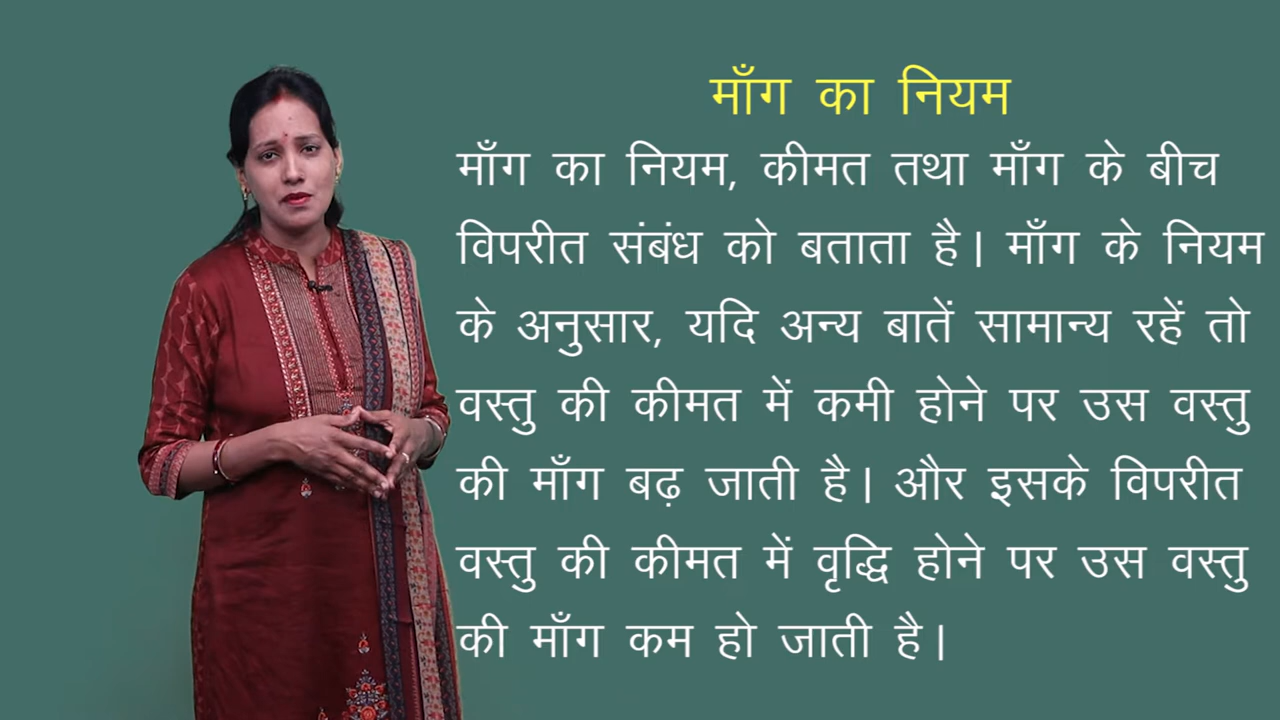 माँग का नियम
माँग का नियम, कीमत तथा माँग के बीच
विपरीत संबंध को बताता है। माँग के नियम
के अनुसार, यदि अन्य बातें सामान्य रहें तो
वस्तु की कीमत में कमी होने पर उस वस्तु
की माँग बढ़ जाती है। और इसके विपरीत
वस्तु की कीमत में वृद्धि होने पर उस वस्तु
की माँग कम हो जाती है।